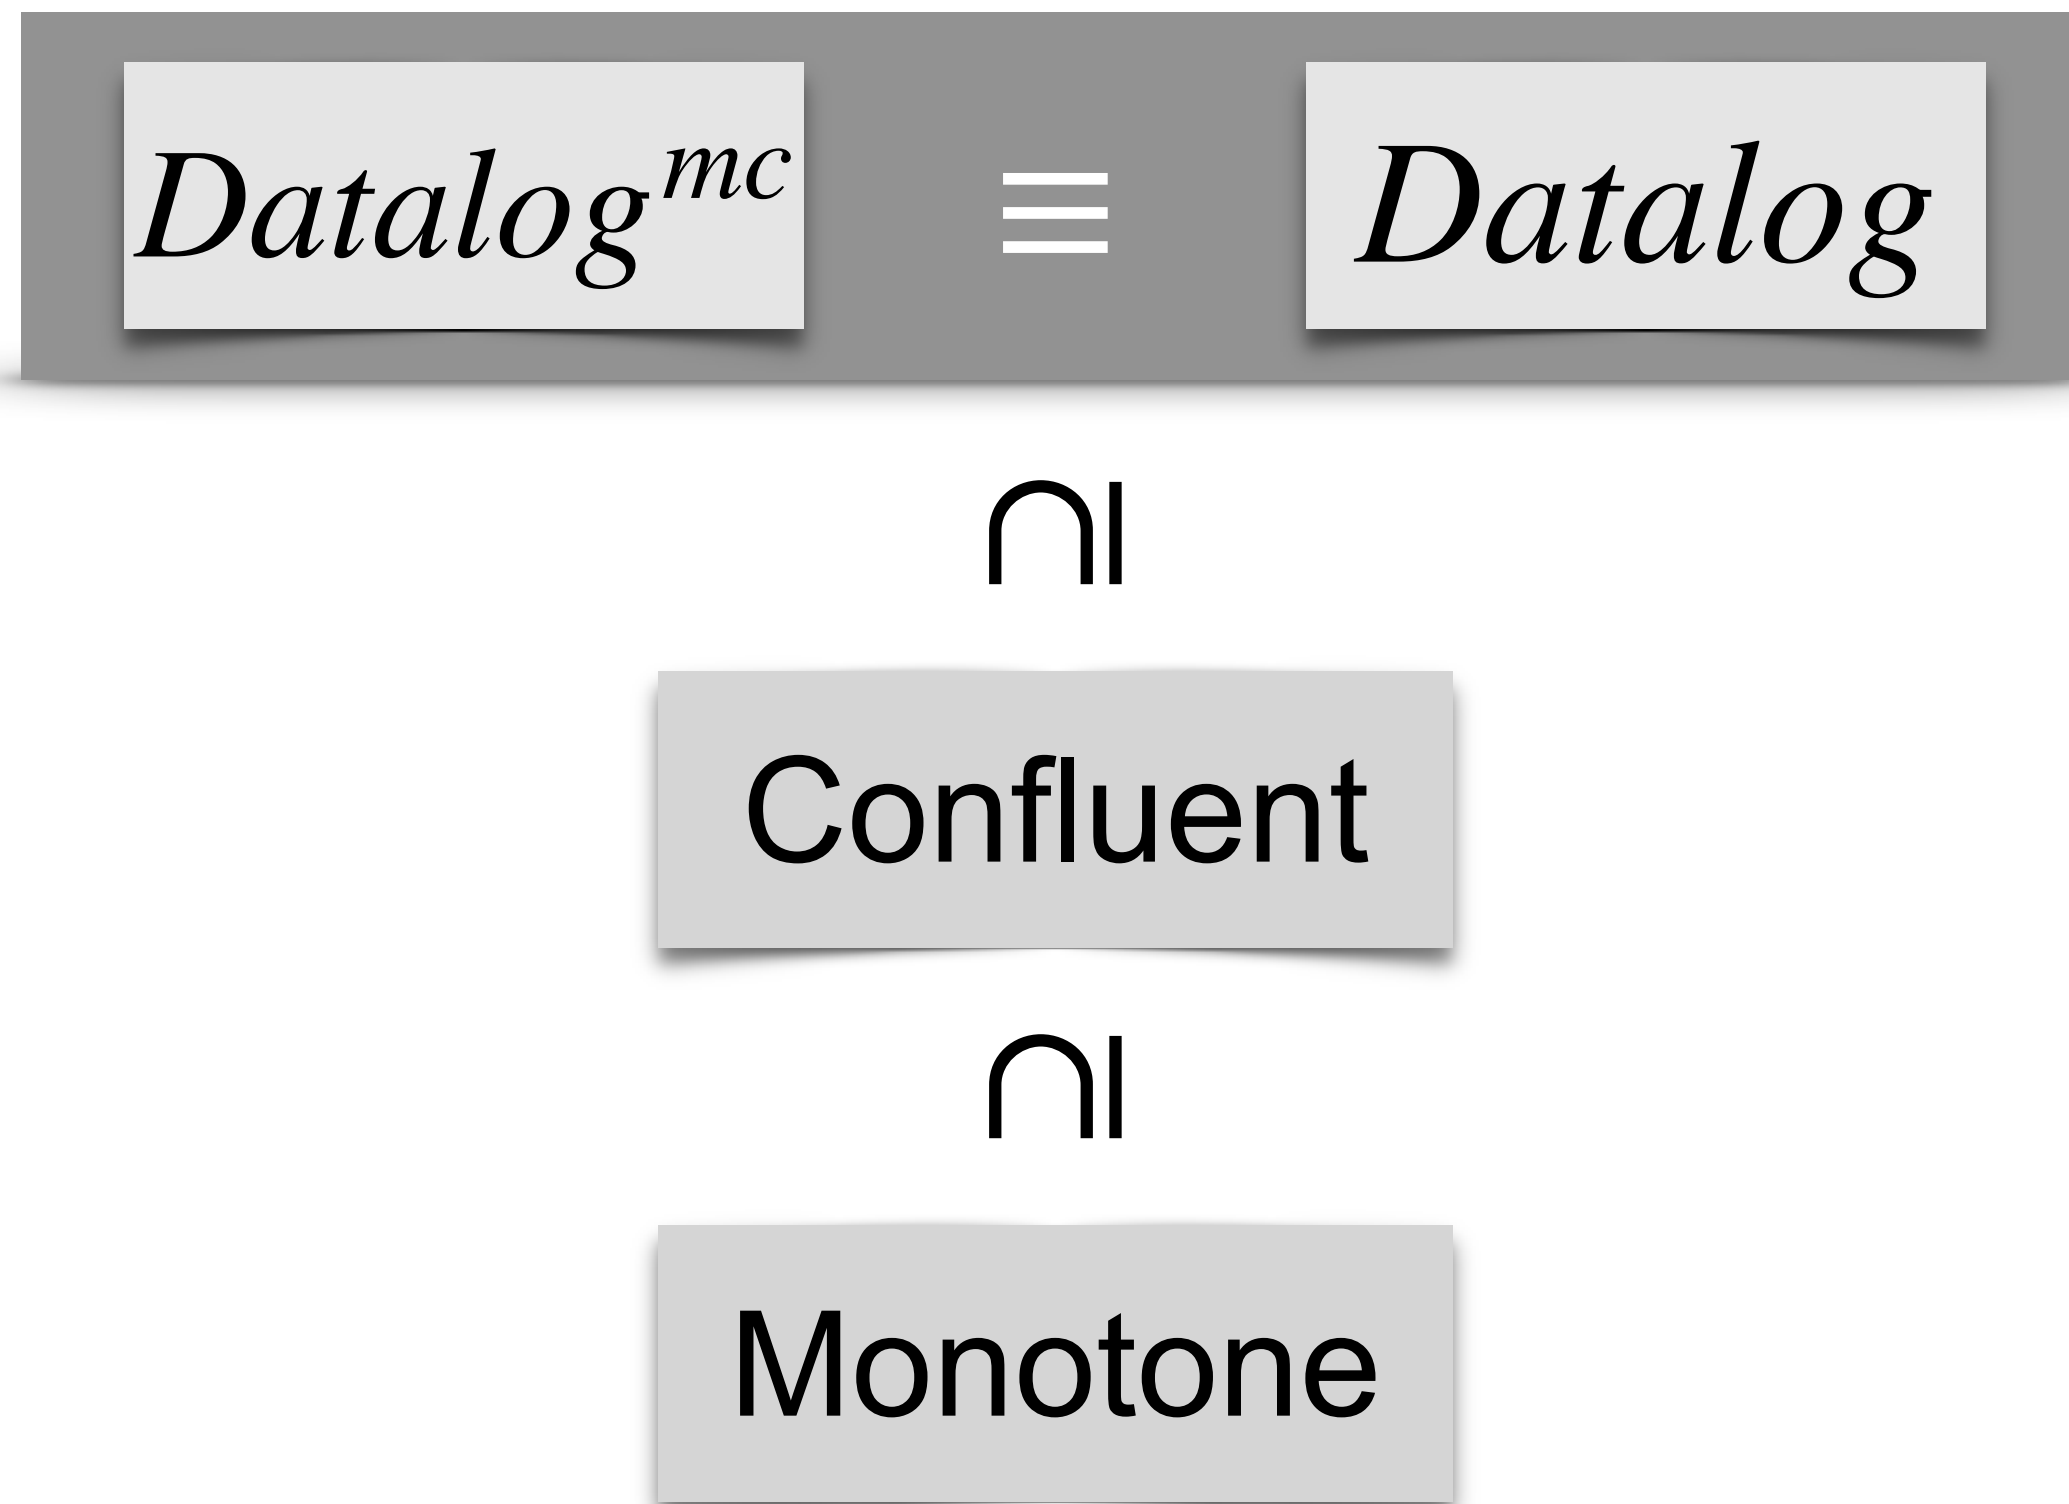 Datalog^mc ≡ Datalog
⊆
Confluent
⊆
Monotone